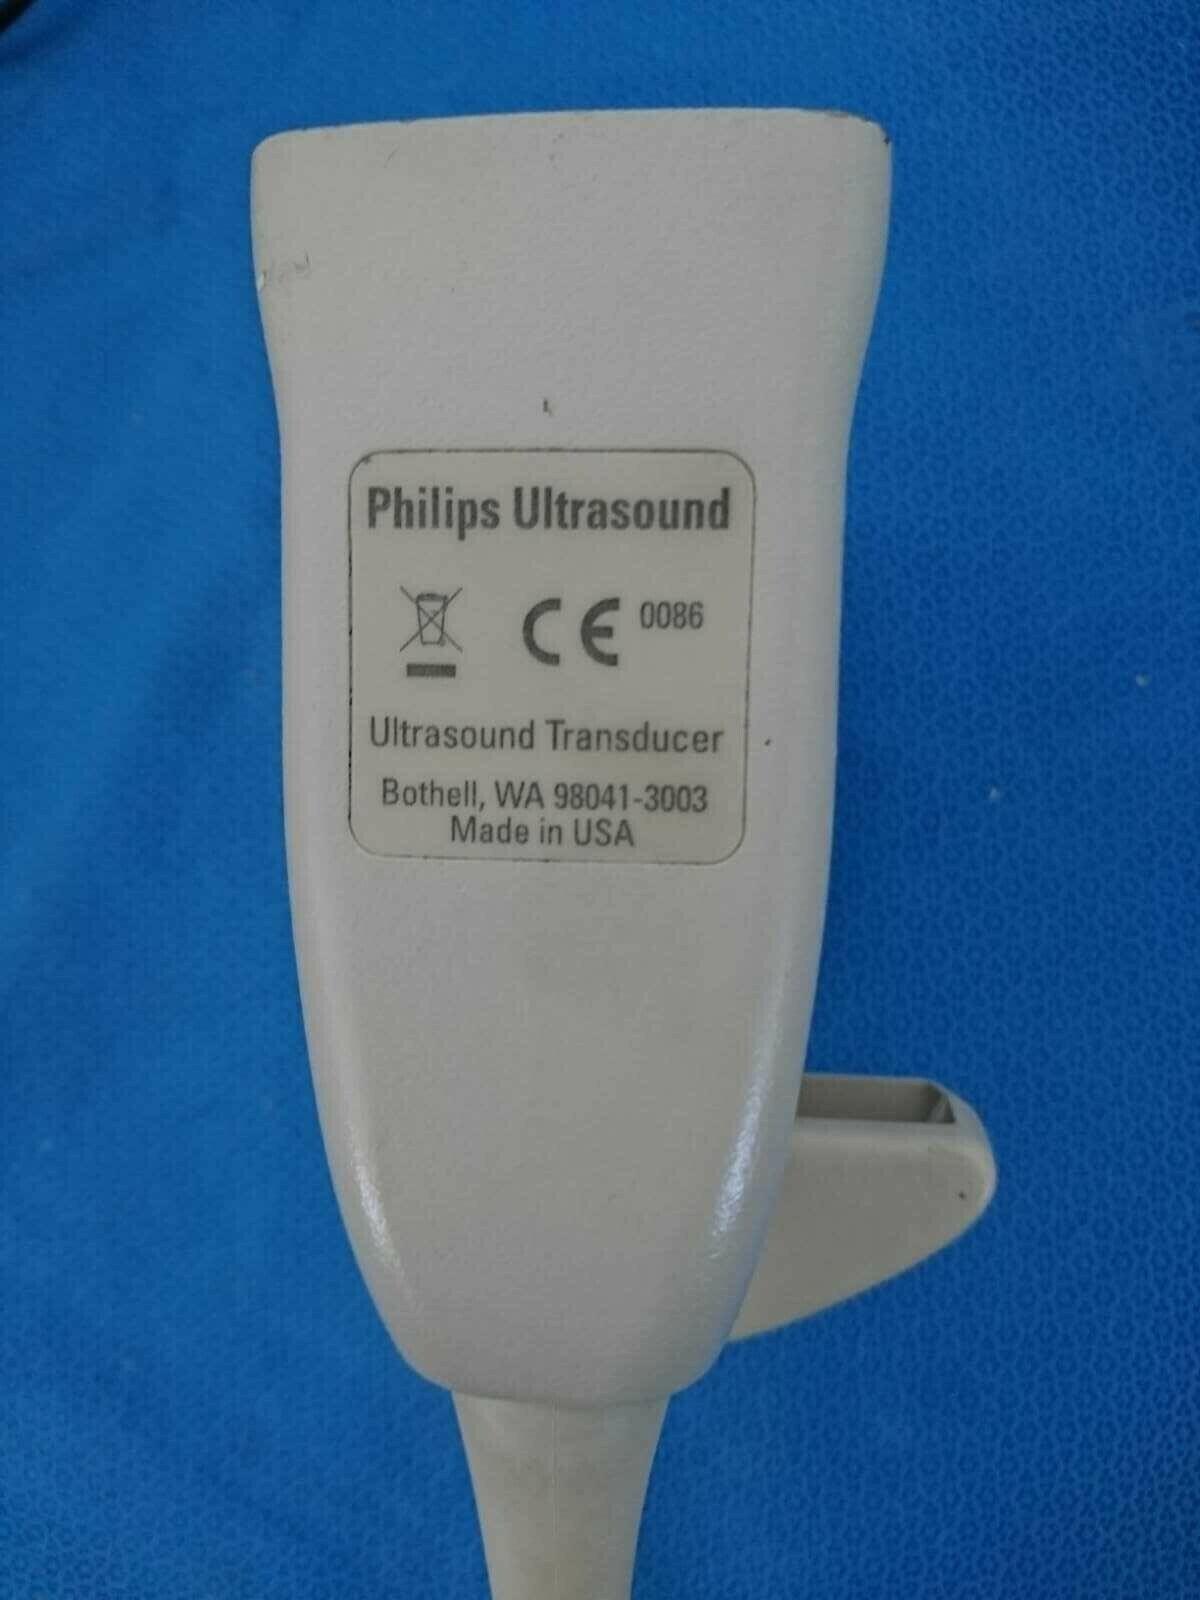 Philips Ultrasound
CE 0086
Ultrasound Transducer
Bothell, WA 98041-3003
Made in USA